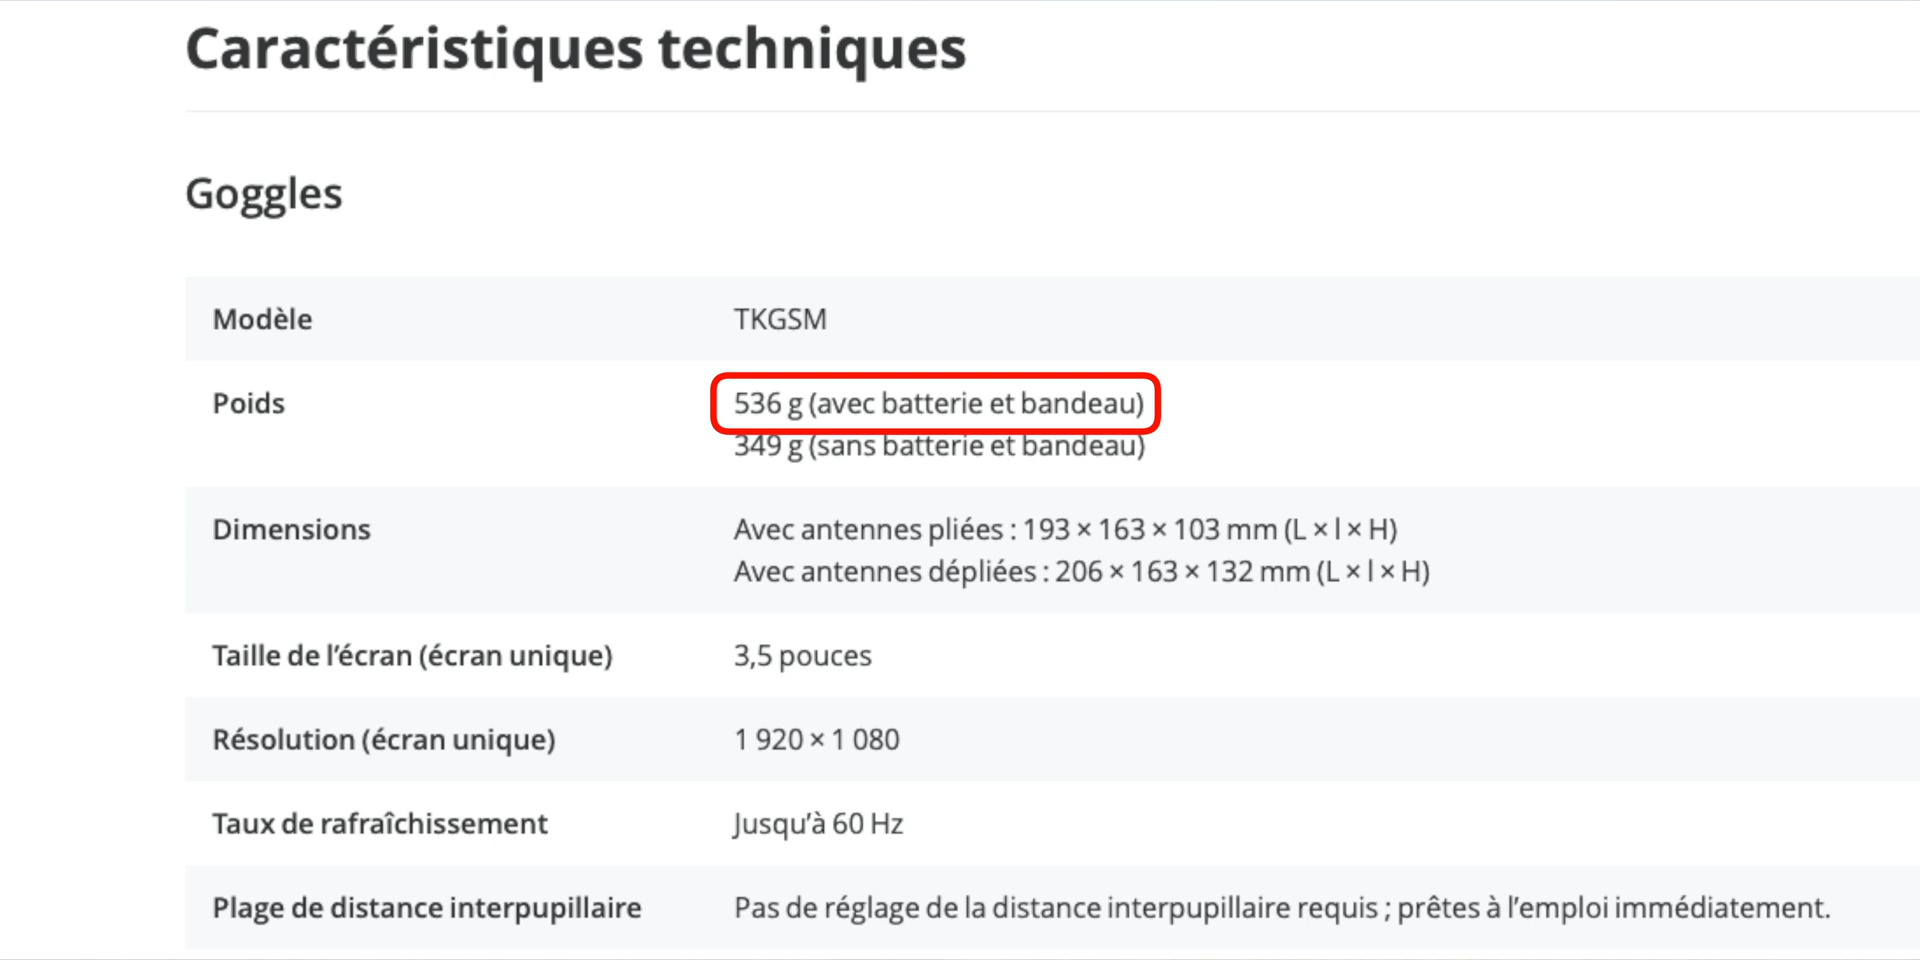 Caractéristiques techniques
Goggles
Modèle TKGSM
Poids 536 g (avec batterie et bandeau)
349 g (sans batterie et bandeau)
Dimensions Avec antennes pliées : 193 × 163 × 103 mm (L × l × H)
Avec antennes dépliées : 206 × 163 × 132 mm (L × l × H)
Taille de l’écran (écran unique) 3,5 pouces
Résolution (écran unique) 1 920 × 1 080
Taux de rafraîchissement Jusqu’à 60 Hz
Plage de distance interpupillaire Pas de réglage de la distance interpupillaire requis ; prêtes à l’emploi immédiatement.